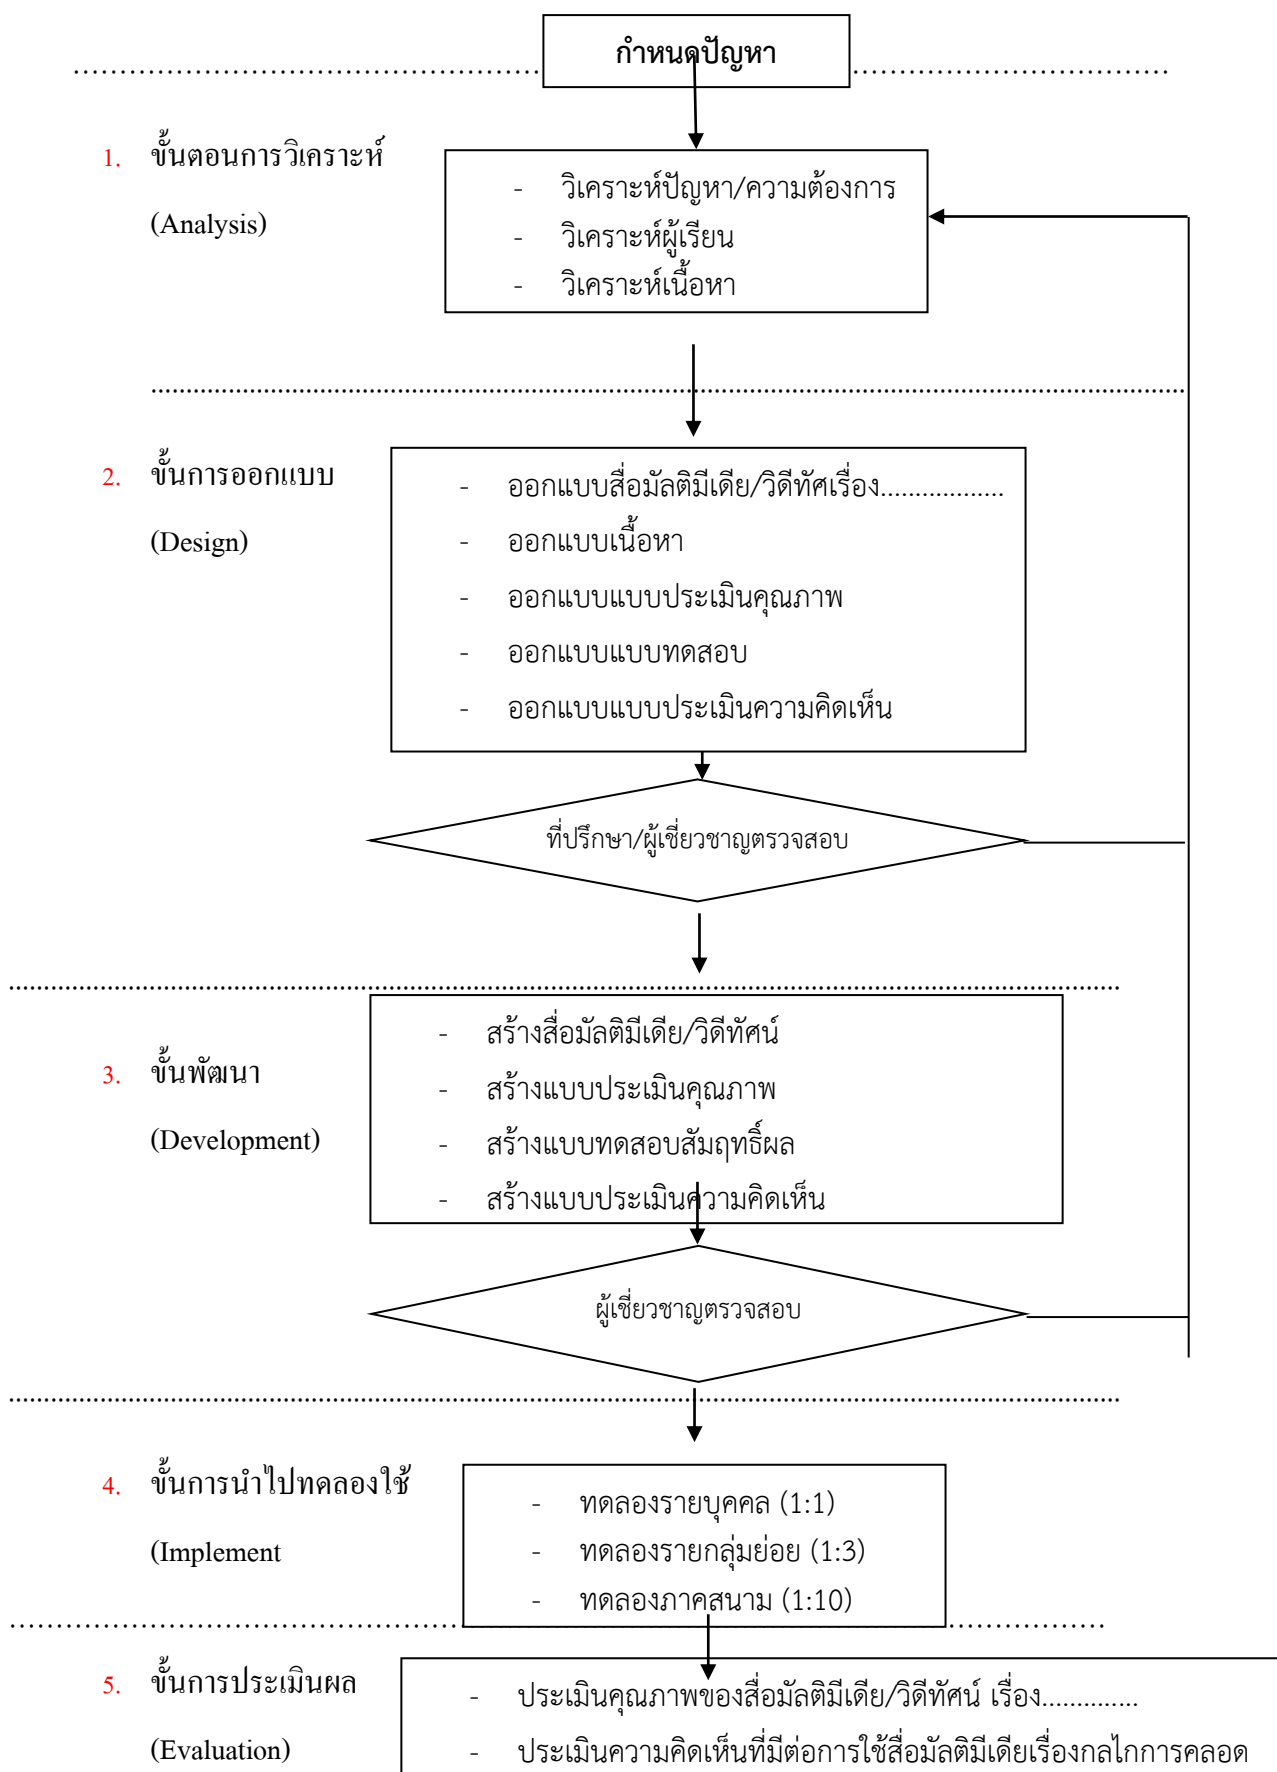 กำหนดปัญหา
1. ขั้นตอนการวิเคราะห์
(Analysis)
- วิเคราะห์ปัญหา/ความต้องการ
- วิเคราะห์ผู้เรียน
- วิเคราะห์เนื้อหา
2. ขั้นการออกแบบ
(Design)
- ออกแบบสื่อมัลติมีเดีย/วิดีทัศเรื่อง..................
- ออกแบบเนื้อหา
- ออกแบบแบบประเมินคุณภาพ
- ออกแบบแบบทดสอบ
- ออกแบบแบบประเมินความคิดเห็น
ที่ปรึกษา/ผู้เชี่ยวชาญตรวจสอบ
3. ขั้นพัฒนา
(Development)
- สร้างสื่อมัลติมีเดีย/วิดีทัศน์
- สร้างแบบประเมินคุณภาพ
- สร้างแบบทดสอบสัมฤทธิ์ผล
- สร้างแบบประเมินความคิดเห็น
ผู้เชี่ยวชาญตรวจสอบ
4. ขั้นการนำไปทดลองใช้
(Implement
- ทดลองรายบุคคล (1:1)
- ทดลองรายกลุ่มย่อย (1:3)
- ทดลองภาคสนาม (1:10)
5. ขั้นการประเมินผล
(Evaluation)
- ประเมินคุณภาพของสื่อมัลติมีเดีย/วิดีทัศน์ เรื่อง.............
- ประเมินความคิดเห็นที่มีต่อการใช้สื่อมัลติมีเดียเรื่องกลไกการคลอด